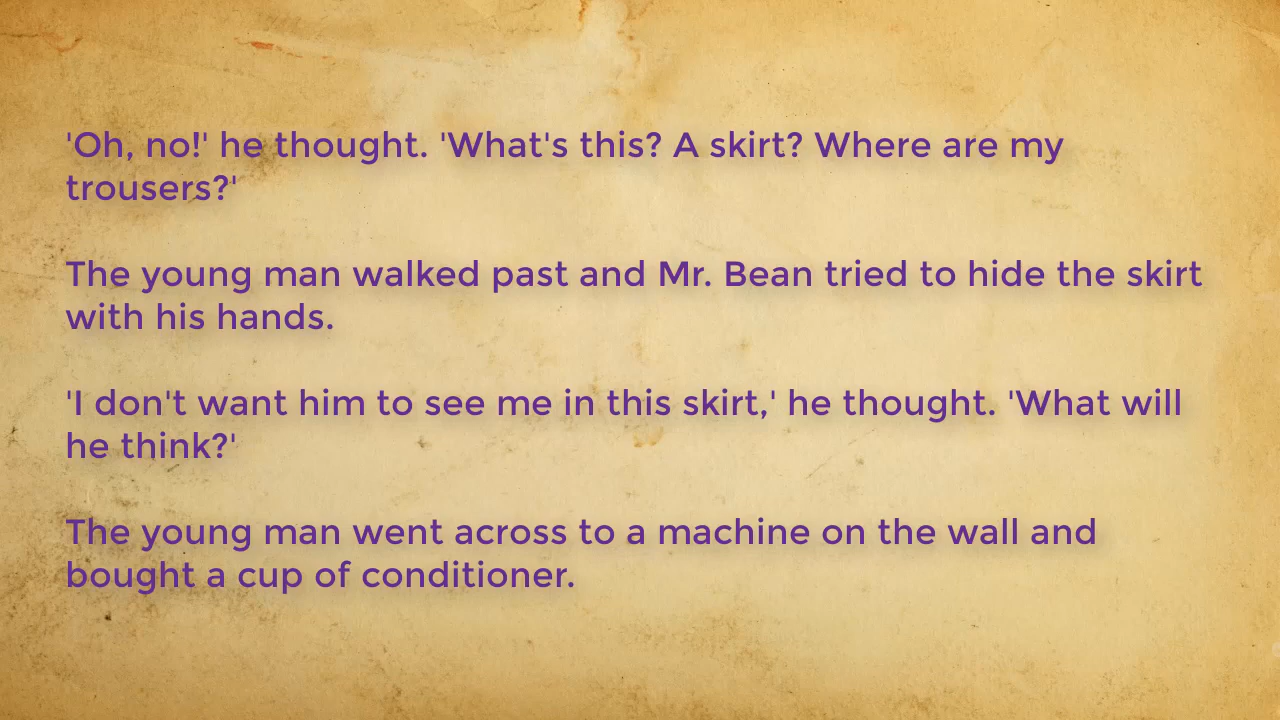 'Oh, no!' he thought. 'What's this? A skirt? Where are my
trousers?'
The young man walked past and Mr. Bean tried to hide the skirt
with his hands.
'I don't want him to see me in this skirt,' he thought. 'What will
he think?'
The young man went across to a machine on the wall and
bought a cup of conditioner.